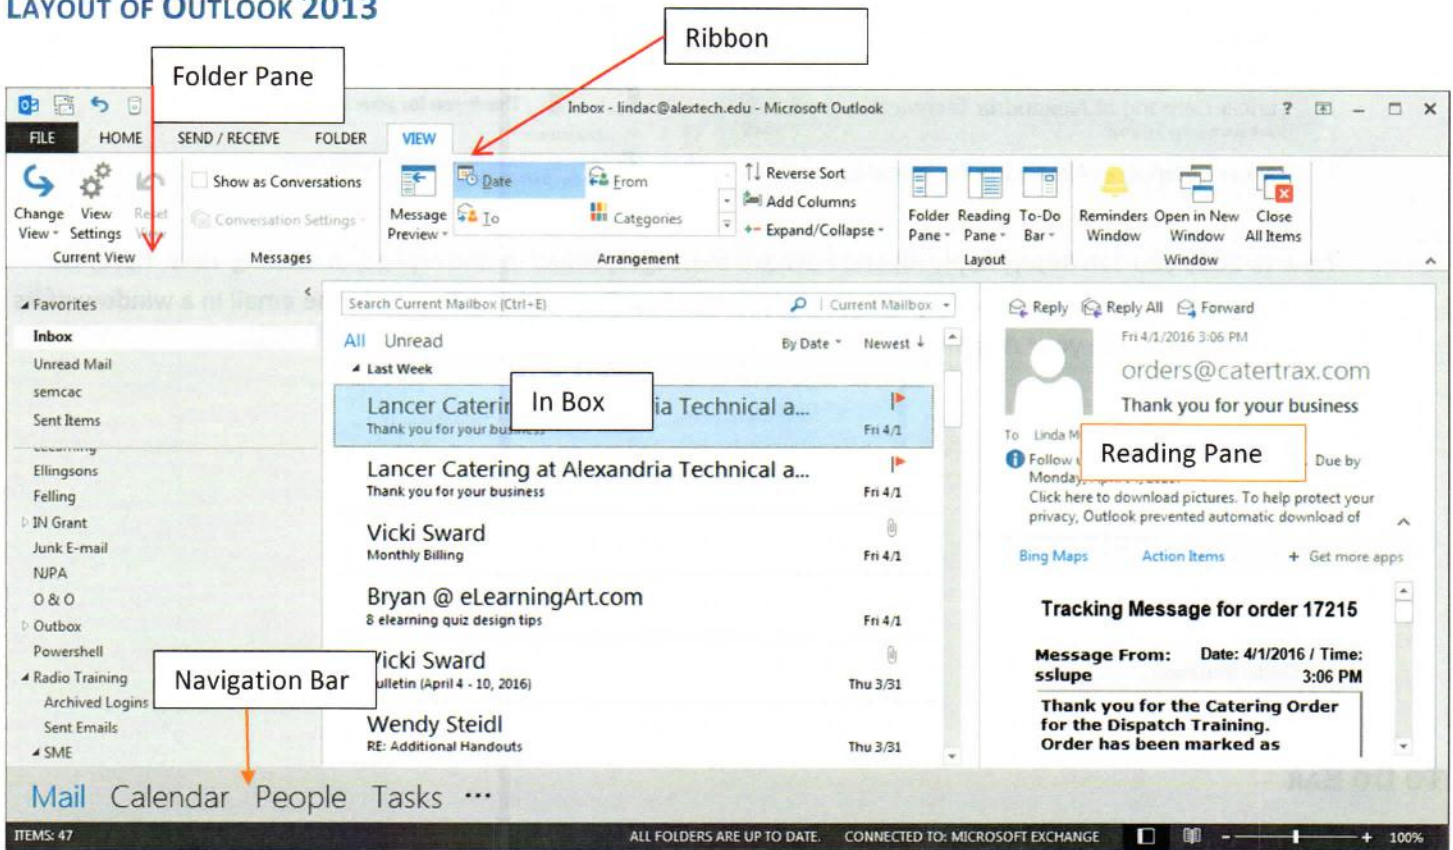 LAYOUT OF OUTLOOK 2013
Ribbon
Folder Pane
Inbox - lindac@alextech.edu - Microsoft Outlook
FILE HOME SEND / RECEIVE FOLDER VIEW
Change View
View Settings
Reset View
Current View
Show as Conversations
Conversation Settings
Messages
Message Preview
Date
From
To
Categories
Reverse Sort
Add Columns
Expand/Collapse
Arrangement
Folder Pane
Reading Pane
To-Do Bar
Layout
Reminders Window
Open in New Window
Close All Items
Window
Favorites
Inbox
Unread Mail
semcac
Sent Items
Ellingsons
Felling
IN Grant
Junk E-mail
NJPA
O & O
Outbox
Powershell
Radio Training
Archived Logins
Sent Emails
SME
Navigation Bar
Search Current Mailbox (Ctrl+E)
Current Mailbox
All Unread
By Date Newest
Last Week
In Box
Lancer Caterin ia Technical a...
Thank you for your business
Fri 4/1
Lancer Catering at Alexandria Technical a...
Thank you for your business
Fri 4/1
Vicki Sward
Monthly Billing
Fri 4/1
Bryan @ eLearningArt.com
8 elearning quiz design tips
Fri 4/1
Vicki Sward
Bulletin (April 4 - 10, 2016)
Thu 3/31
Wendy Steidl
RE: Additional Handouts
Thu 3/31
Reply Reply All Forward
Fri 4/1/2016 3:06 PM
orders@catertrax.com
Thank you for your business
To Linda M
Reading Pane
Follow Due by
Monday,
Click here to download pictures. To help protect your
privacy, Outlook prevented automatic download of
Bing Maps Action Items + Get more apps
Tracking Message for order 17215
Message From: sslupe
Date: 4/1/2016 / Time: 3:06 PM
Thank you for the Catering Order
for the Dispatch Training.
Order has been marked as
Mail Calendar People Tasks ···
ITEMS: 47
ALL FOLDERS ARE UP TO DATE. CONNECTED TO: MICROSOFT EXCHANGE
100%